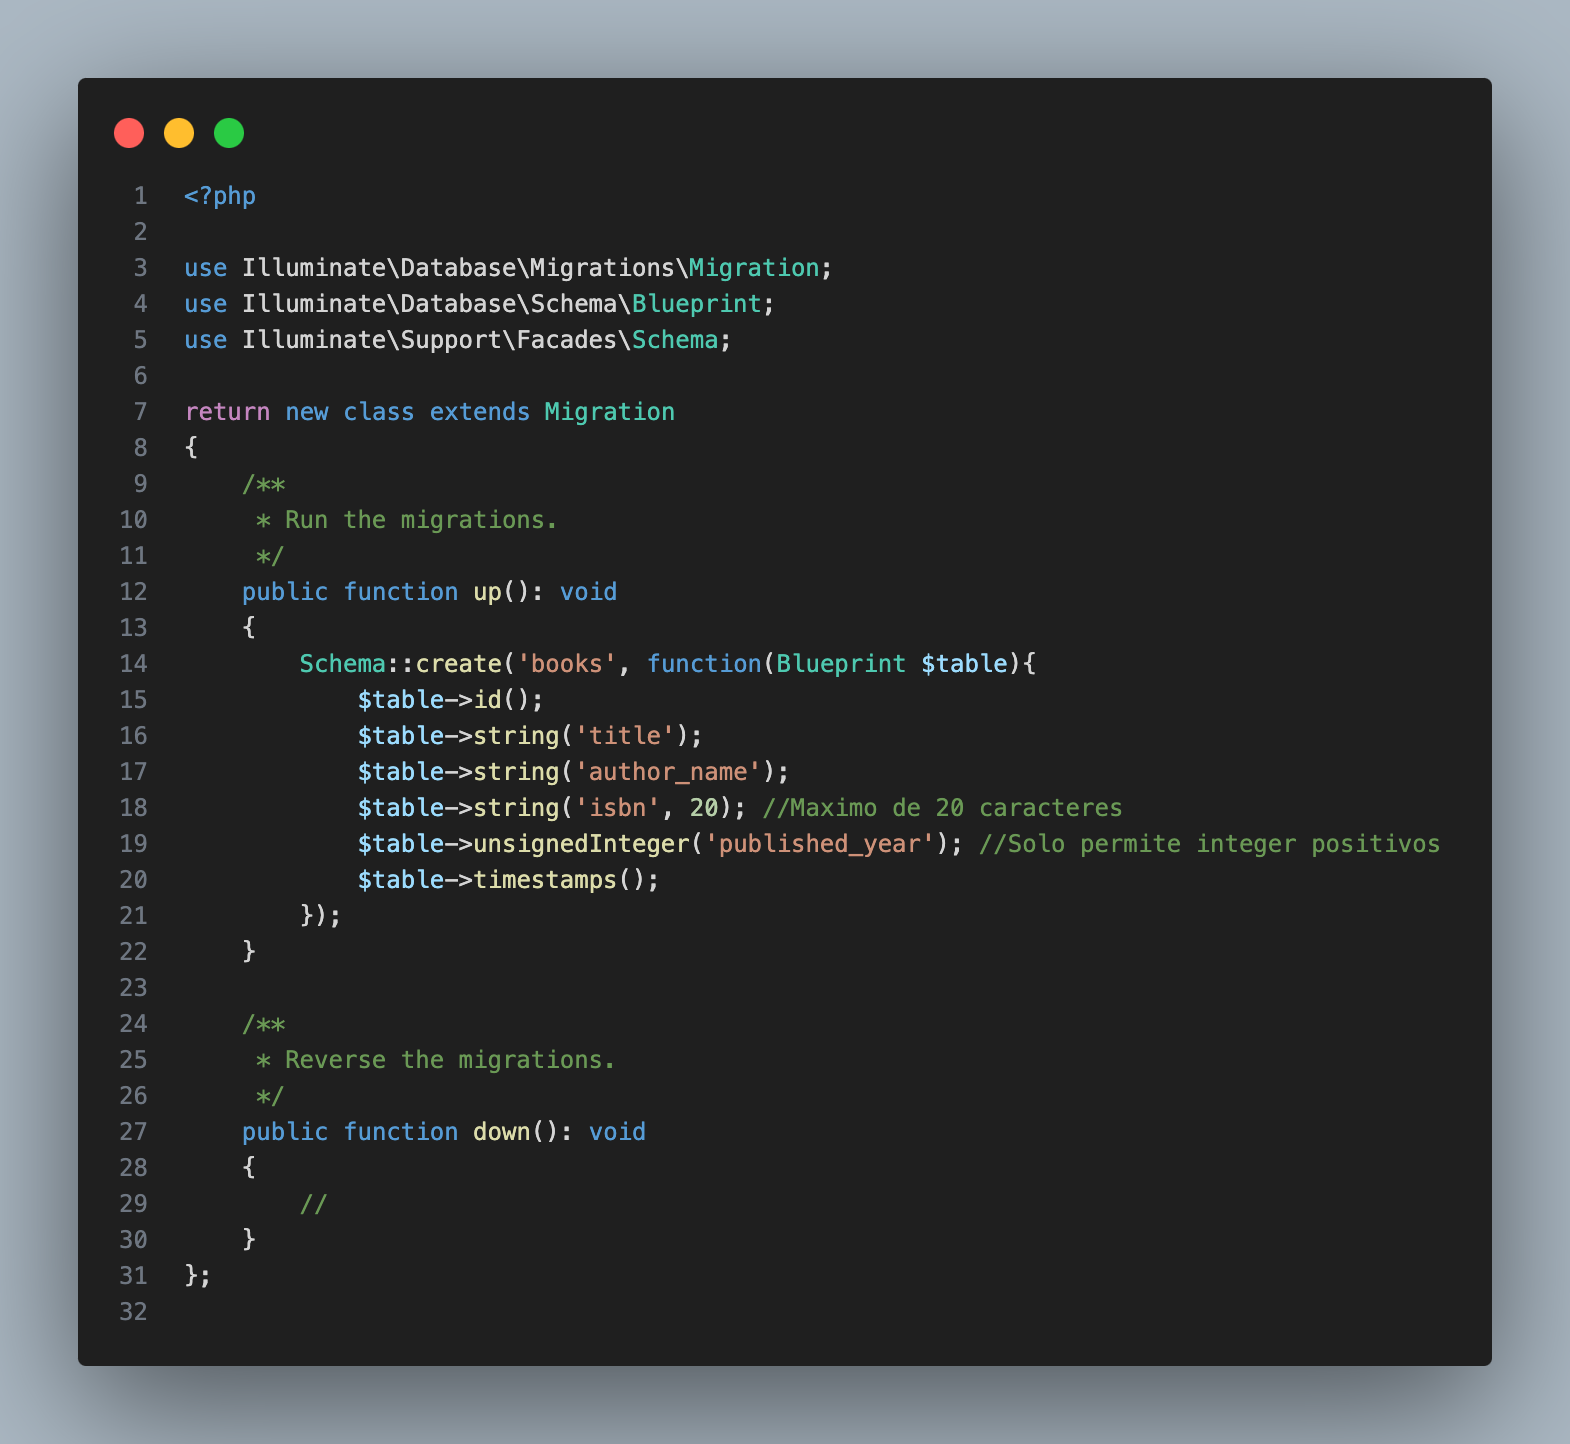 1 <?php
2
3 use Illuminate\Database\Migrations\Migration;
4 use Illuminate\Database\Schema\Blueprint;
5 use Illuminate\Support\Facades\Schema;
6
7 return new class extends Migration
8 {
9     /**
10      * Run the migrations.
11      */
12     public function up(): void
13     {
14         Schema::create('books', function(Blueprint $table){
15             $table->id();
16             $table->string('title');
17             $table->string('author_name');
18             $table->string('isbn', 20); //Maximo de 20 caracteres
19             $table->unsignedInteger('published_year'); //Solo permite integer positivos
20             $table->timestamps();
21         });
22     }
23
24     /**
25      * Reverse the migrations.
26      */
27     public function down(): void
28     {
29         //
30     }
31 };
32